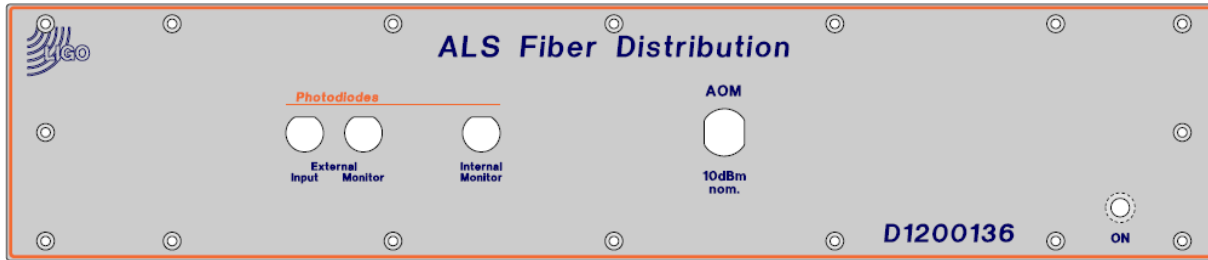 LIGO
ALS Fiber Distribution
Photodiodes
AOM
External
Input Monitor
Internal
Monitor
10dBm
nom.
D1200136
ON